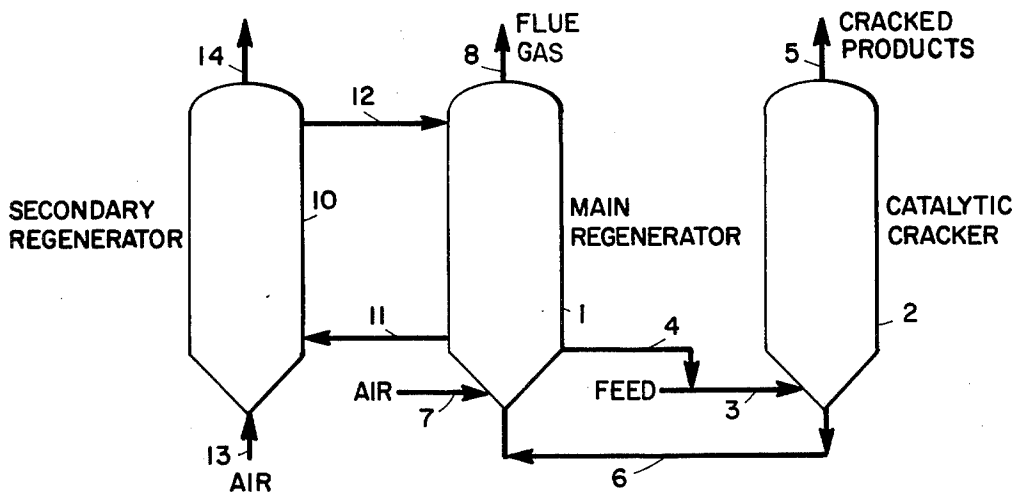 FLUE
GAS
CRACKED
PRODUCTS
14
8
5
12
10
SECONDARY
REGENERATOR
MAIN
REGENERATOR
CATALYTIC
CRACKER
11
1
4
2
AIR
7
FEED
3
13
AIR
6